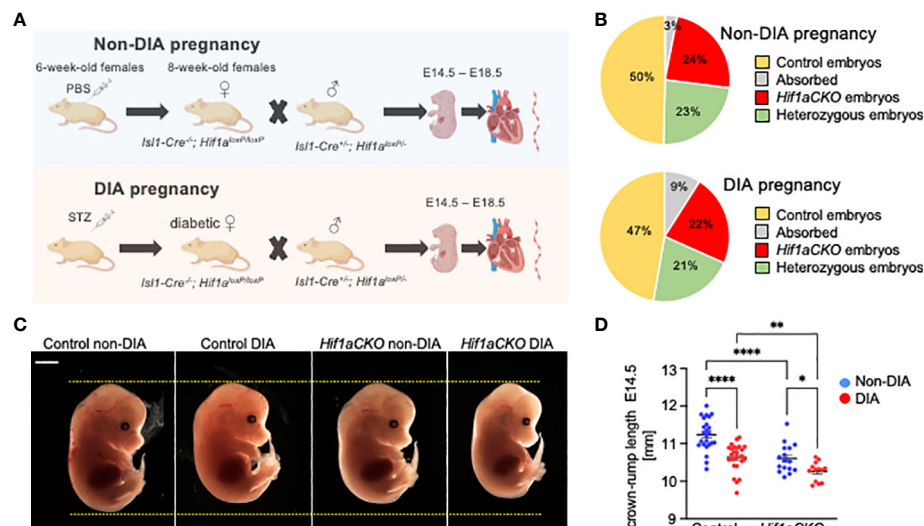 A
Non-DIA pregnancy
6-week-old females 8-week-old females
PBS
E14.5 – E18.5
Isl1-Cre-/-; Hif1aloxP/loxP
Isl1-Cre+/-; Hif1aloxP/-
DIA pregnancy
STZ
diabetic ♀
E14.5 – E18.5
Isl1-Cre-/-; Hif1aloxP/loxP
Isl1-Cre+/-; Hif1aloxP/-
B
Non-DIA pregnancy
3%
24%
50%
23%
Control embryos
Absorbed
Hif1aCKO embryos
Heterozygous embryos
DIA pregnancy
9%
22%
47%
21%
Control embryos
Absorbed
Hif1aCKO embryos
Heterozygous embryos
C
Control non-DIA
Control DIA
Hif1aCKO non-DIA
Hif1aCKO DIA
D
**
****
****
*
Non-DIA
DIA
crown-rump length E14.5
[mm]
13
12
11
10
9
Control
Hif1aCKO